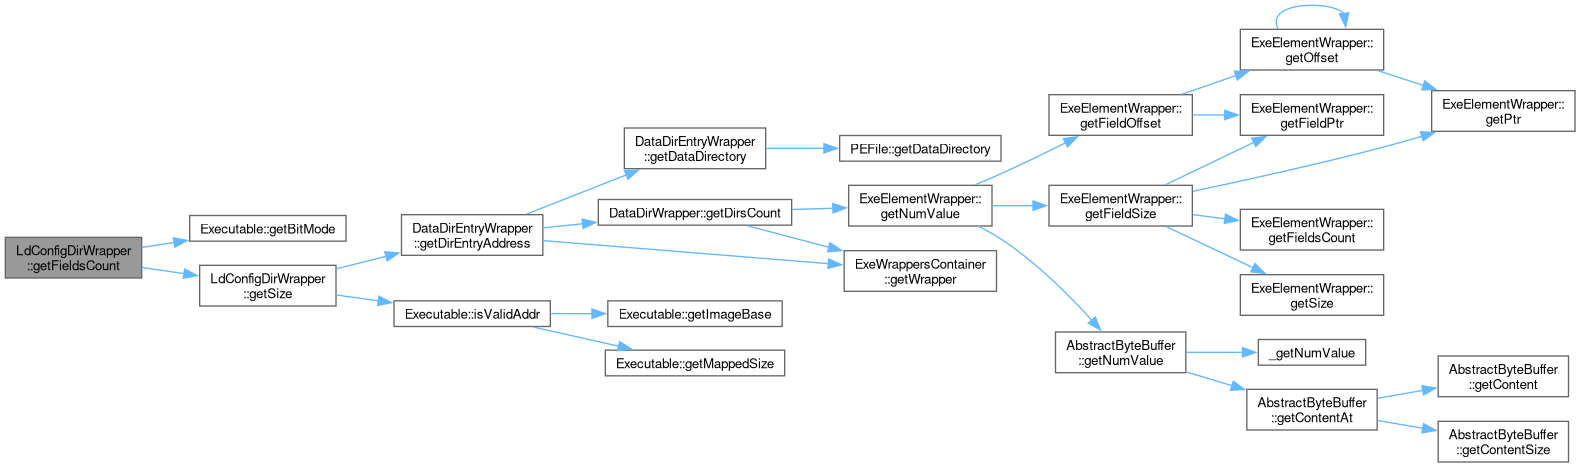 LdConfigDirWrapper
::getFieldsCount
Executable::getBitMode
LdConfigDirWrapper
::getSize
DataDirEntryWrapper
::getDirEntryAddress
Executable::isValidAddr
DataDirEntryWrapper
::getDataDirectory
DataDirWrapper::getDirsCount
Executable::getImageBase
Executable::getMappedSize
PEFile::getDataDirectory
ExeElementWrapper::
getNumValue
ExeWrappersContainer
::getWrapper
ExeElementWrapper::
getFieldOffset
ExeElementWrapper::
getFieldSize
AbstractByteBuffer
::getNumValue
ExeElementWrapper::
getOffset
ExeElementWrapper::
getFieldPtr
ExeElementWrapper::
getFieldsCount
ExeElementWrapper::
getSize
_getNumValue
AbstractByteBuffer
::getContentAt
ExeElementWrapper::
getPtr
AbstractByteBuffer
::getContent
AbstractByteBuffer
::getContentSize